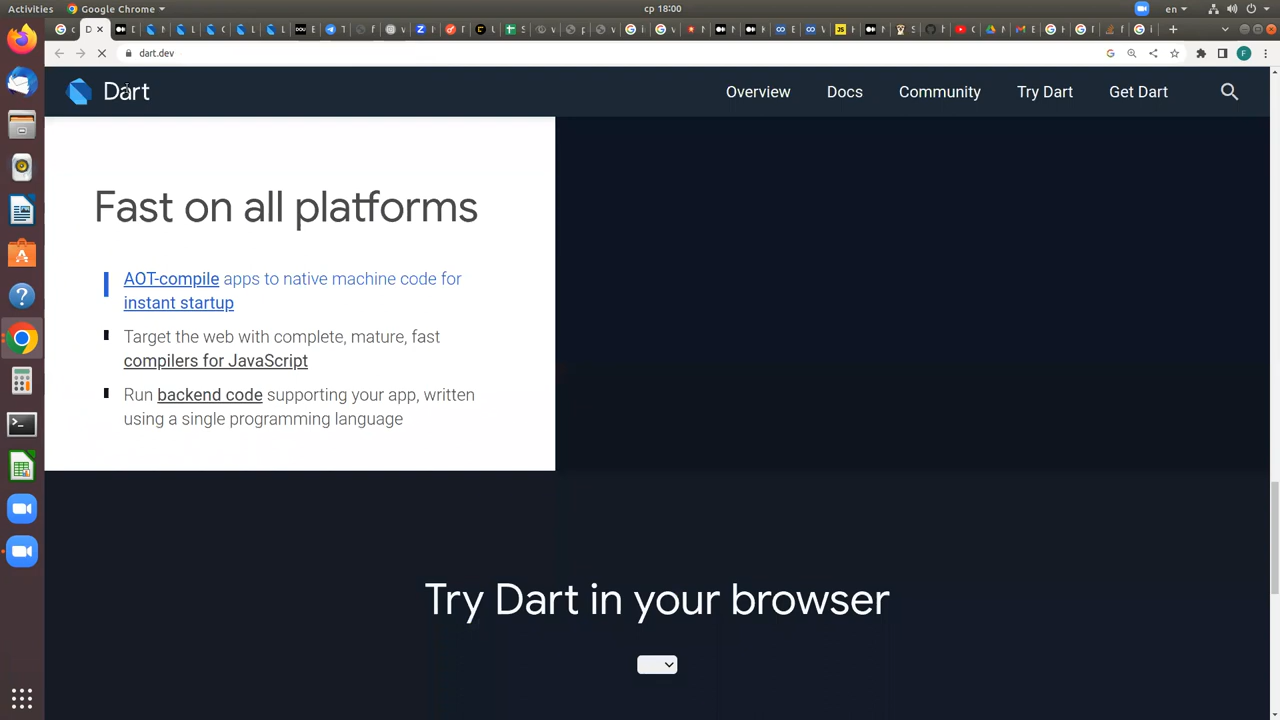 Activities
Google Chrome
ср 18:00
en
dart.dev
Dart
Overview
Docs
Community
Try Dart
Get Dart
Fast on all platforms
AOT-compile apps to native machine code for
instant startup
Target the web with complete, mature, fast
compilers for JavaScript
Run backend code supporting your app, written
using a single programming language
Try Dart in your browser